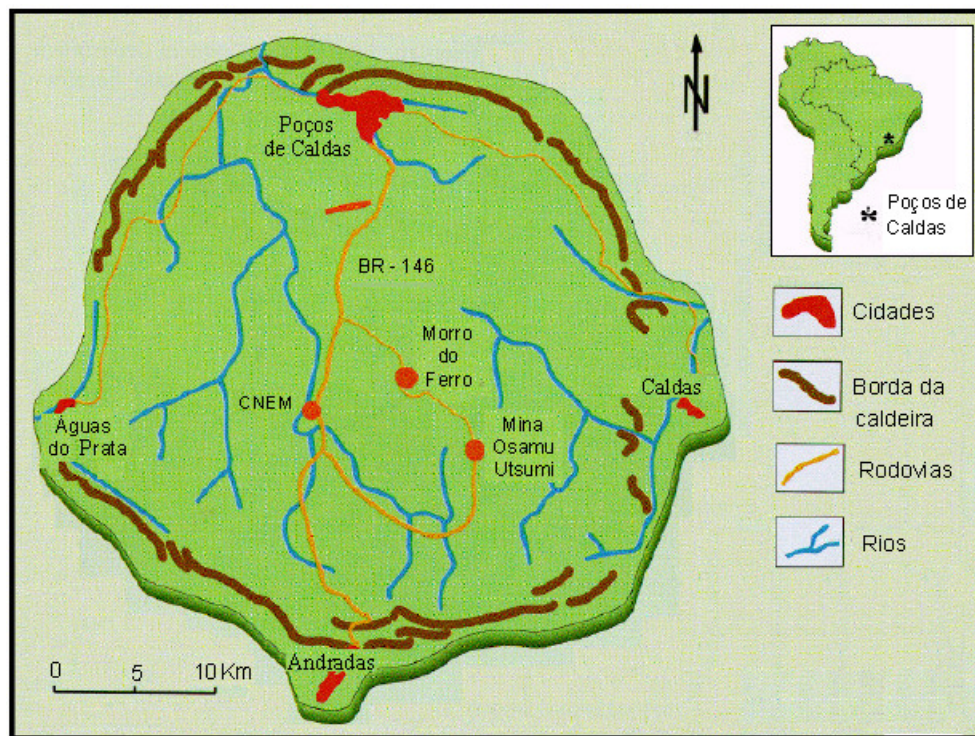 N
Poços
de Caldas
BR - 146
Morro
do
Ferro
CNEM
Mina
Osamu
Utsumi
Caldas
Águas
do Prata
Andradas
0 5 10 Km
* Poços de
Caldas
*
Cidades
Borda da
caldeira
Rodovias
Rios